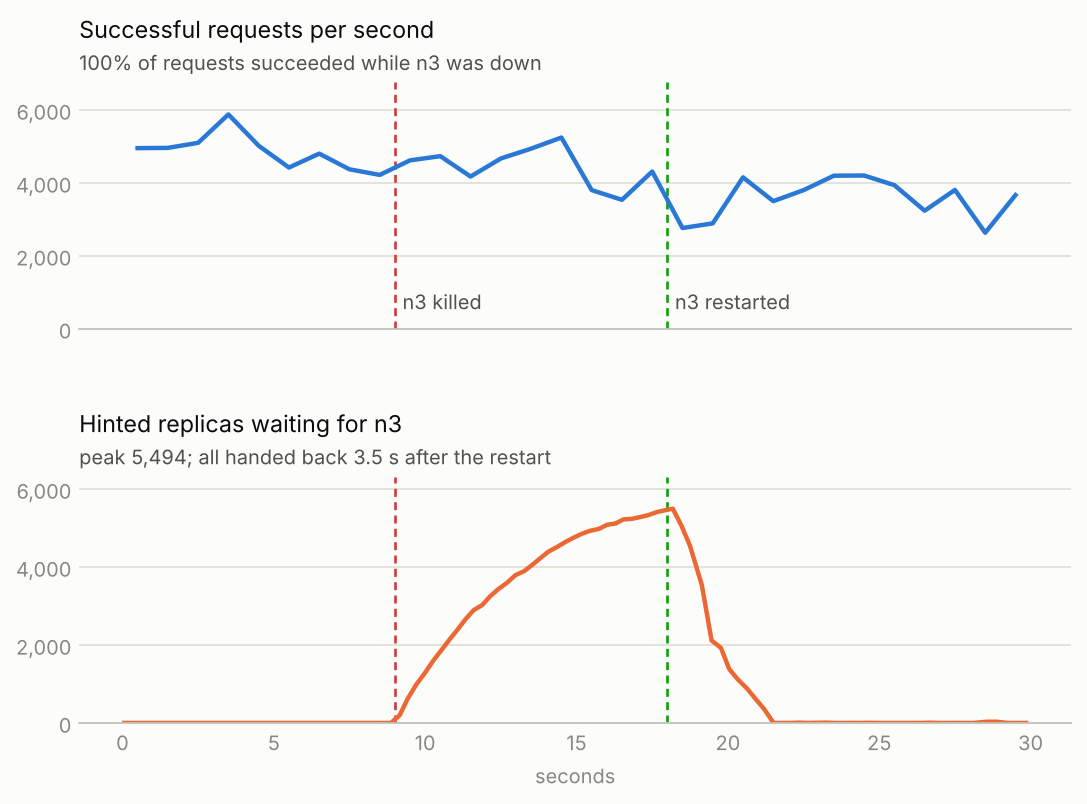 Successful requests per second
100% of requests succeeded while n3 was down
6,000
4,000
2,000
n3 killed
n3 restarted
0
Hinted replicas waiting for n3
peak 5,494; all handed back 3.5 s after the restart
6,000
4,000
2,000
0
0 5 10 15 20 25 30
seconds